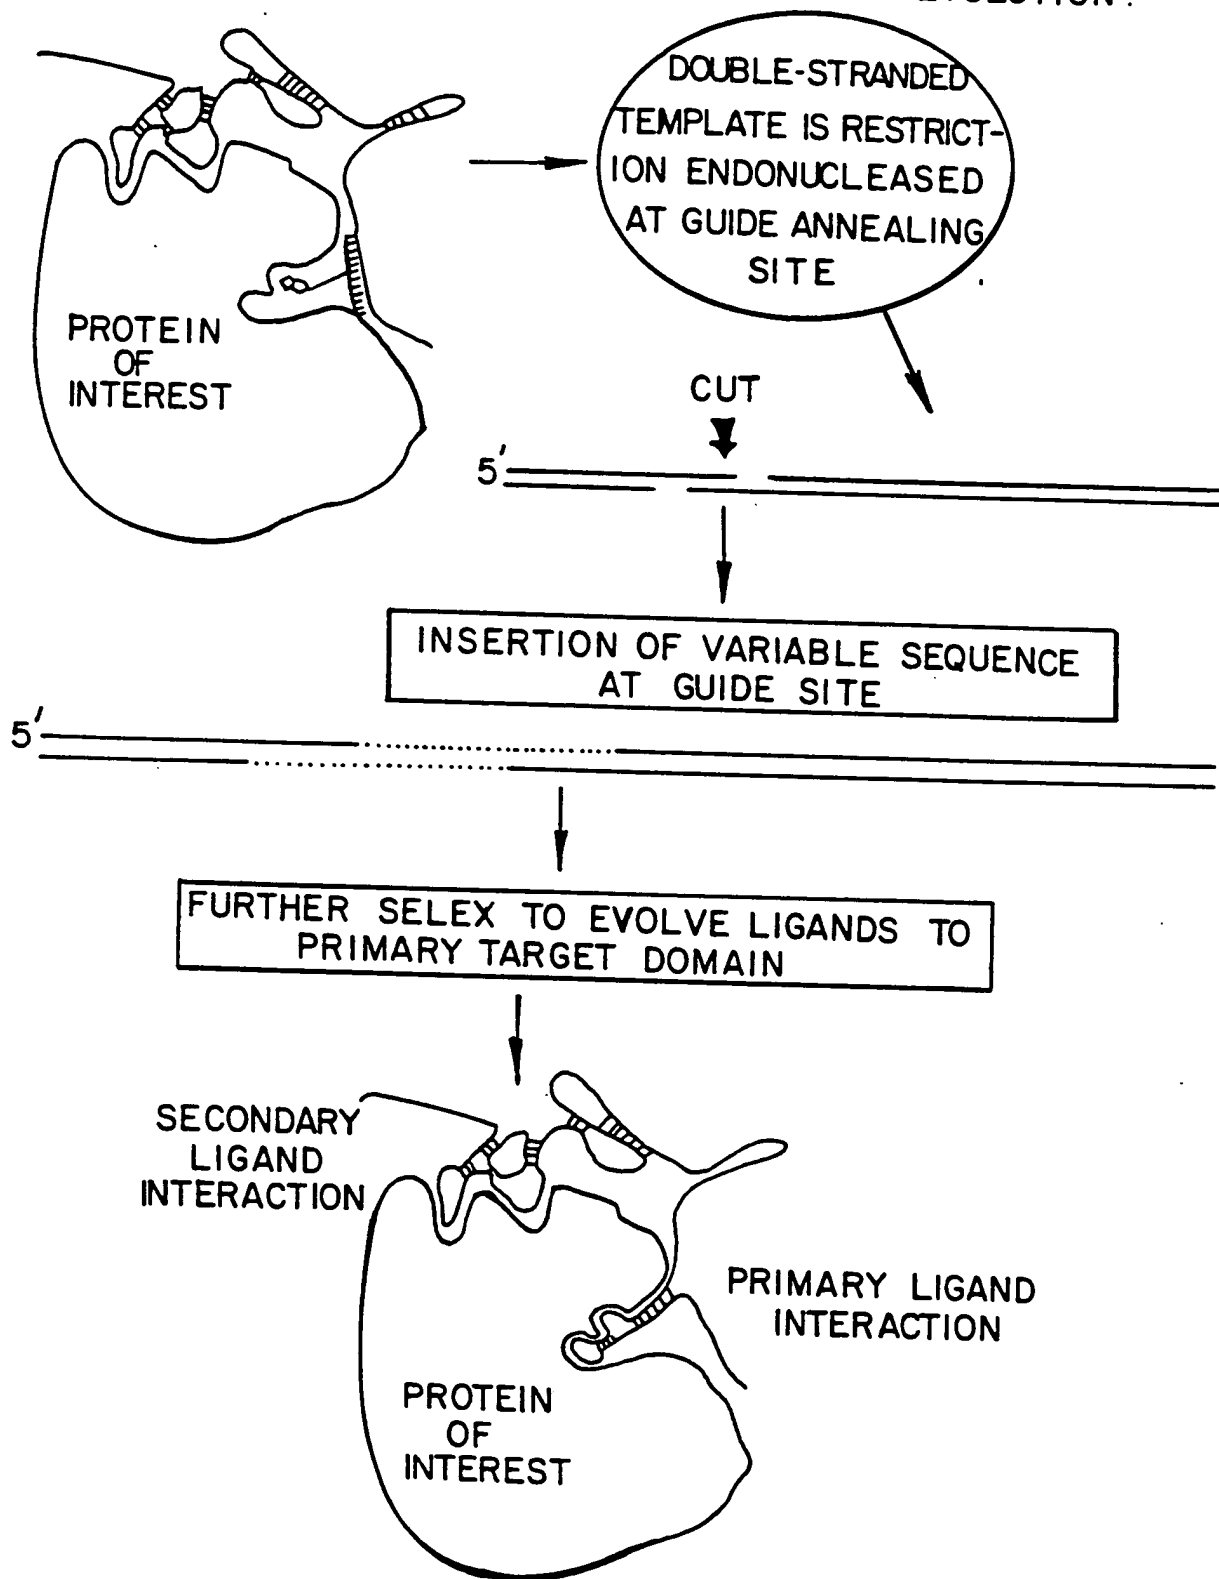 DOUBLE-STRANDED
TEMPLATE IS RESTRICT-
ION ENDONUCLEASED
AT GUIDE ANNEALING
SITE
PROTEIN
OF
INTEREST
CUT
5'
INSERTION OF VARIABLE SEQUENCE
AT GUIDE SITE
5'
FURTHER SELEX TO EVOLVE LIGANDS TO
PRIMARY TARGET DOMAIN
SECONDARY
LIGAND
INTERACTION
PRIMARY LIGAND
INTERACTION
PROTEIN
OF
INTEREST